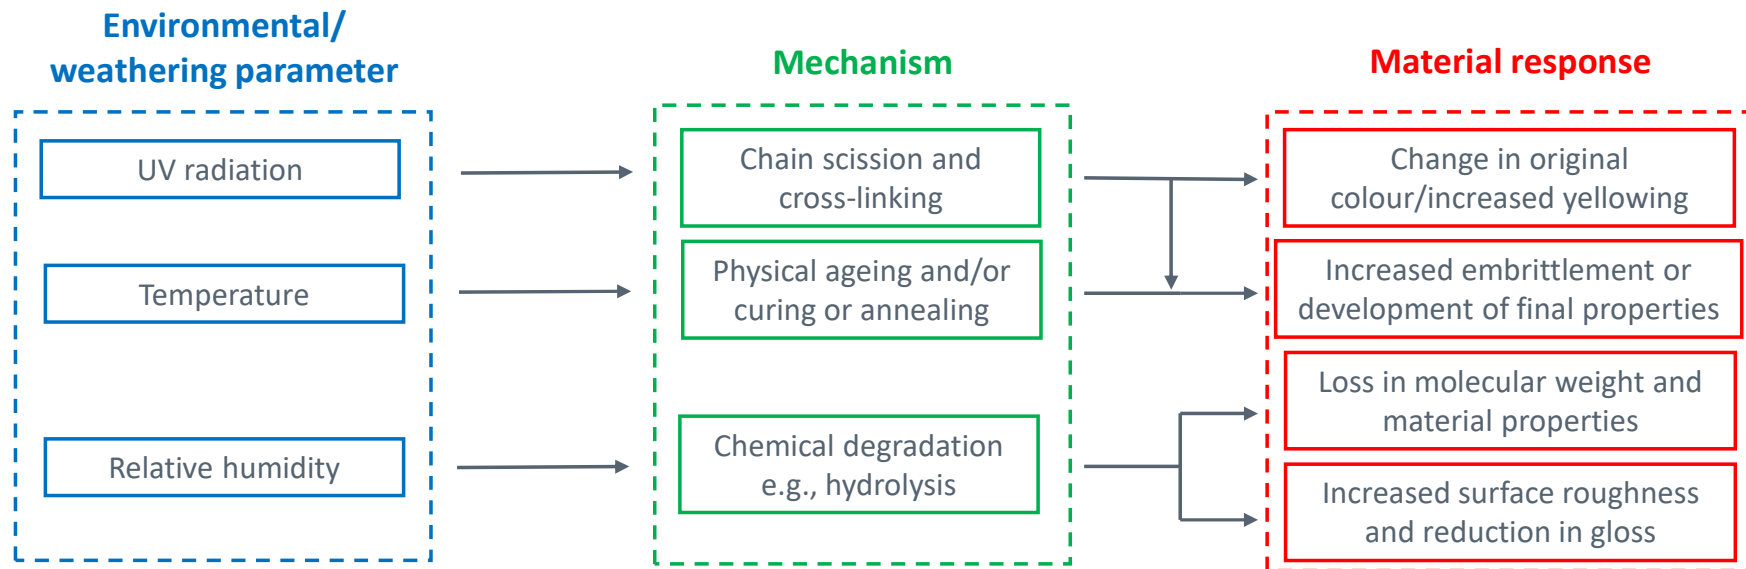 Environmental/
weathering parameter
Mechanism
Material response
UV radiation
Chain scission and
cross-linking
Change in original
colour/increased yellowing
Temperature
Physical ageing and/or
curing or annealing
Increased embrittlement or
development of final properties
Loss in molecular weight and
material properties
Relative humidity
Chemical degradation
e.g., hydrolysis
Increased surface roughness
and reduction in gloss